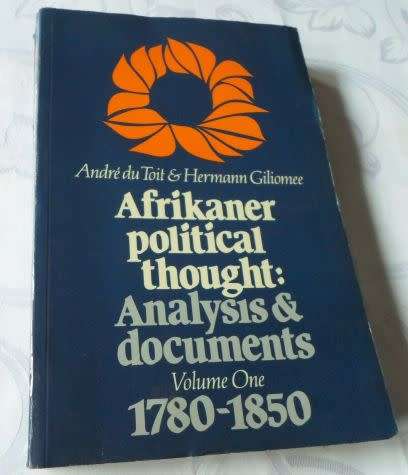 André du Toit & Hermann Giliomee
Afrikaner
political
thought:
Analysis &
documents
Volume One
1780-1850